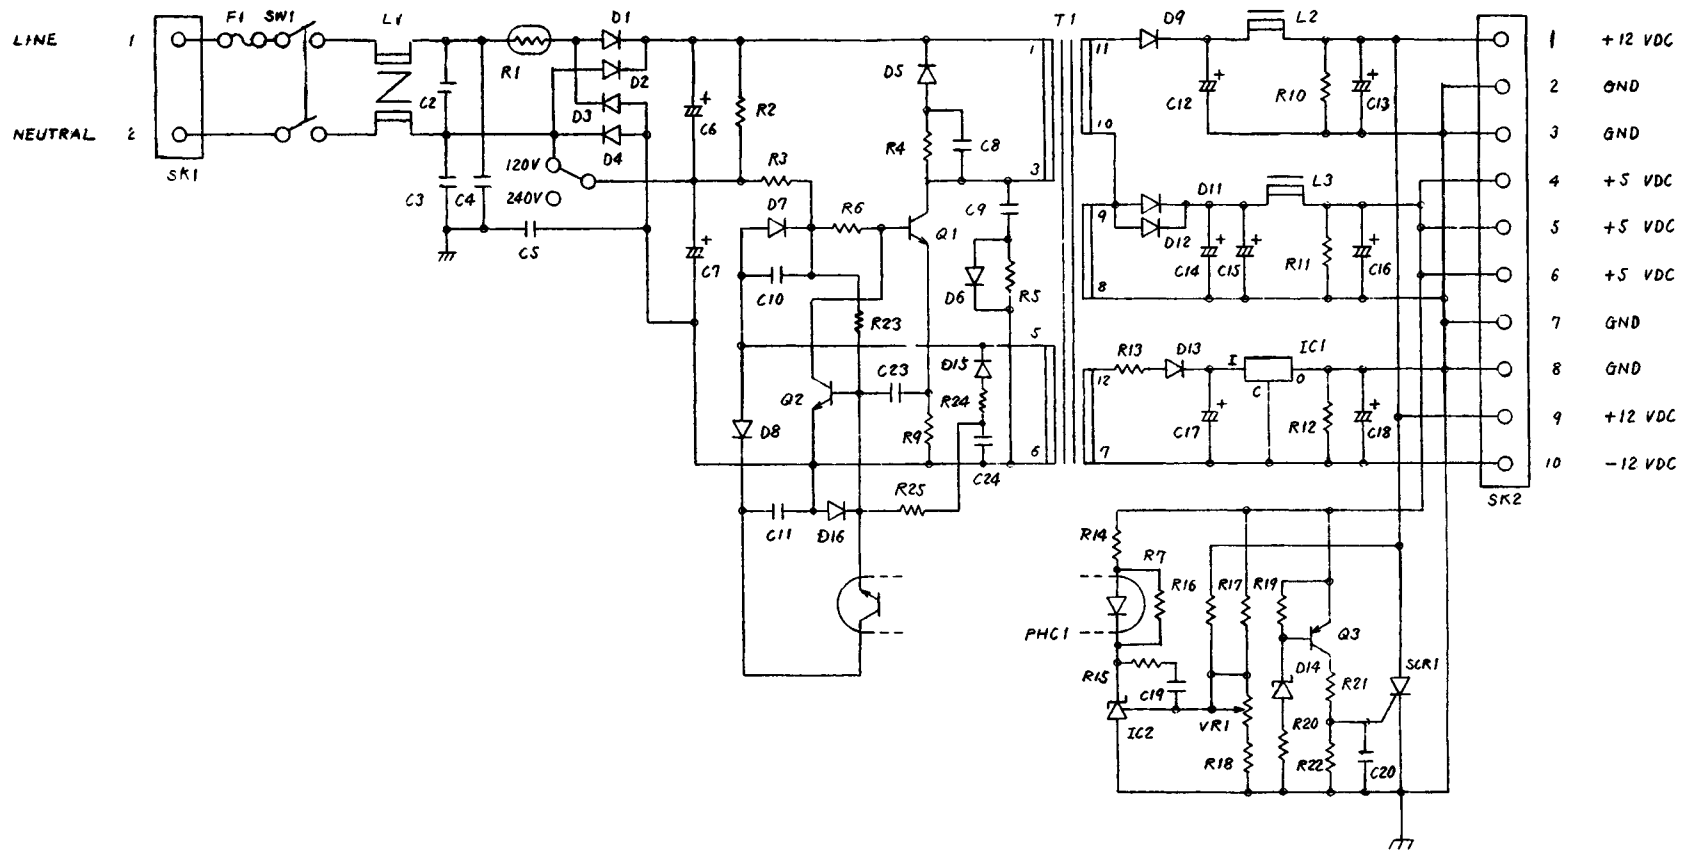 F1 SW1 L1 D1 T1 D9 L2
LINE 1 1 11 1 +12 VDC
R1 D2 D5
C2 D3 C6 R2 C12 R10 C13 2 GND
NEUTRAL 2 D4 R4 C8 10 3 GND
SK1 120V R3 3 D11 L3 4 +5 VDC
C3 C4 240V D7 R6 C9 9
C5 Q1 D12 5 +5 VDC
C7 C14 C15 R11 C16 6 +5 VDC
C10 D6 R5 8
R23 7 GND
5 R13 D13 I IC1
C23 D15 12 C O 8 GND
Q2 R24
D8 R9 C17 R12 C18 9 +12 VDC
6 7 10 -12 VDC
R25 C24 SK2
C11 D16 R14
R7 R16 R17 R19
PHC1 Q3
R15 C19 D14 R21 SCR1
IC2 VR1 R20
R18 R22 C20